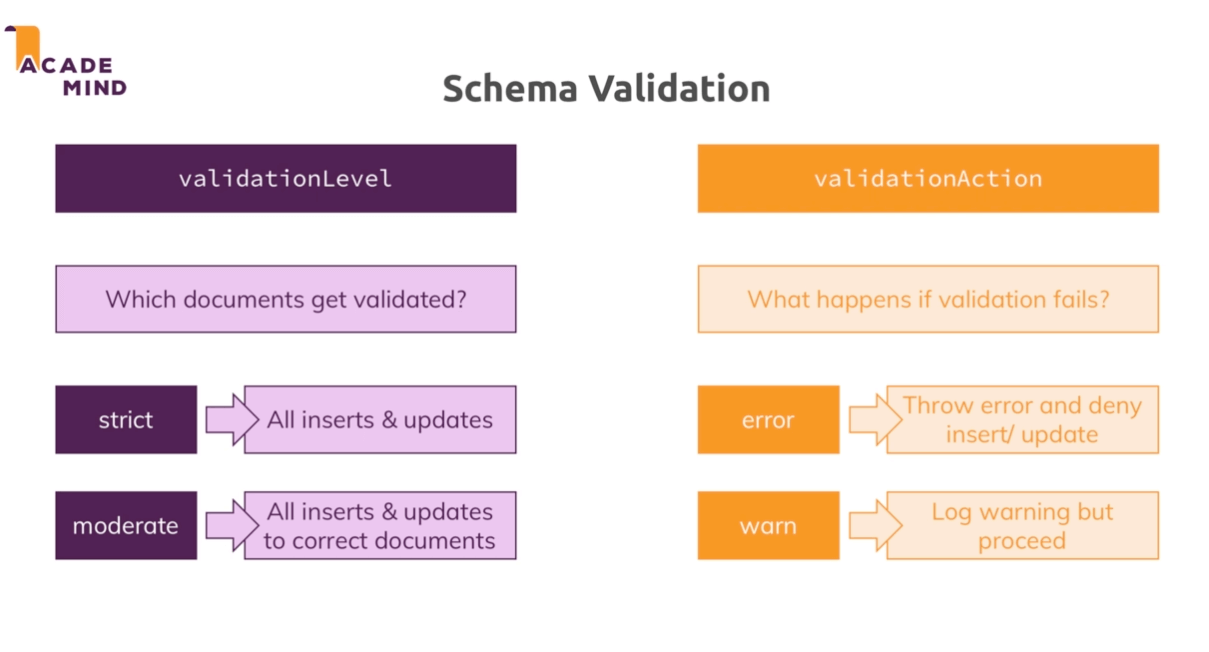 ACADE
MIND
Schema Validation
validationLevel
Which documents get validated?
strict
All inserts & updates
moderate
All inserts & updates
to correct documents
validationAction
What happens if validation fails?
error
Throw error and deny
insert/ update
warn
Log warning but
proceed